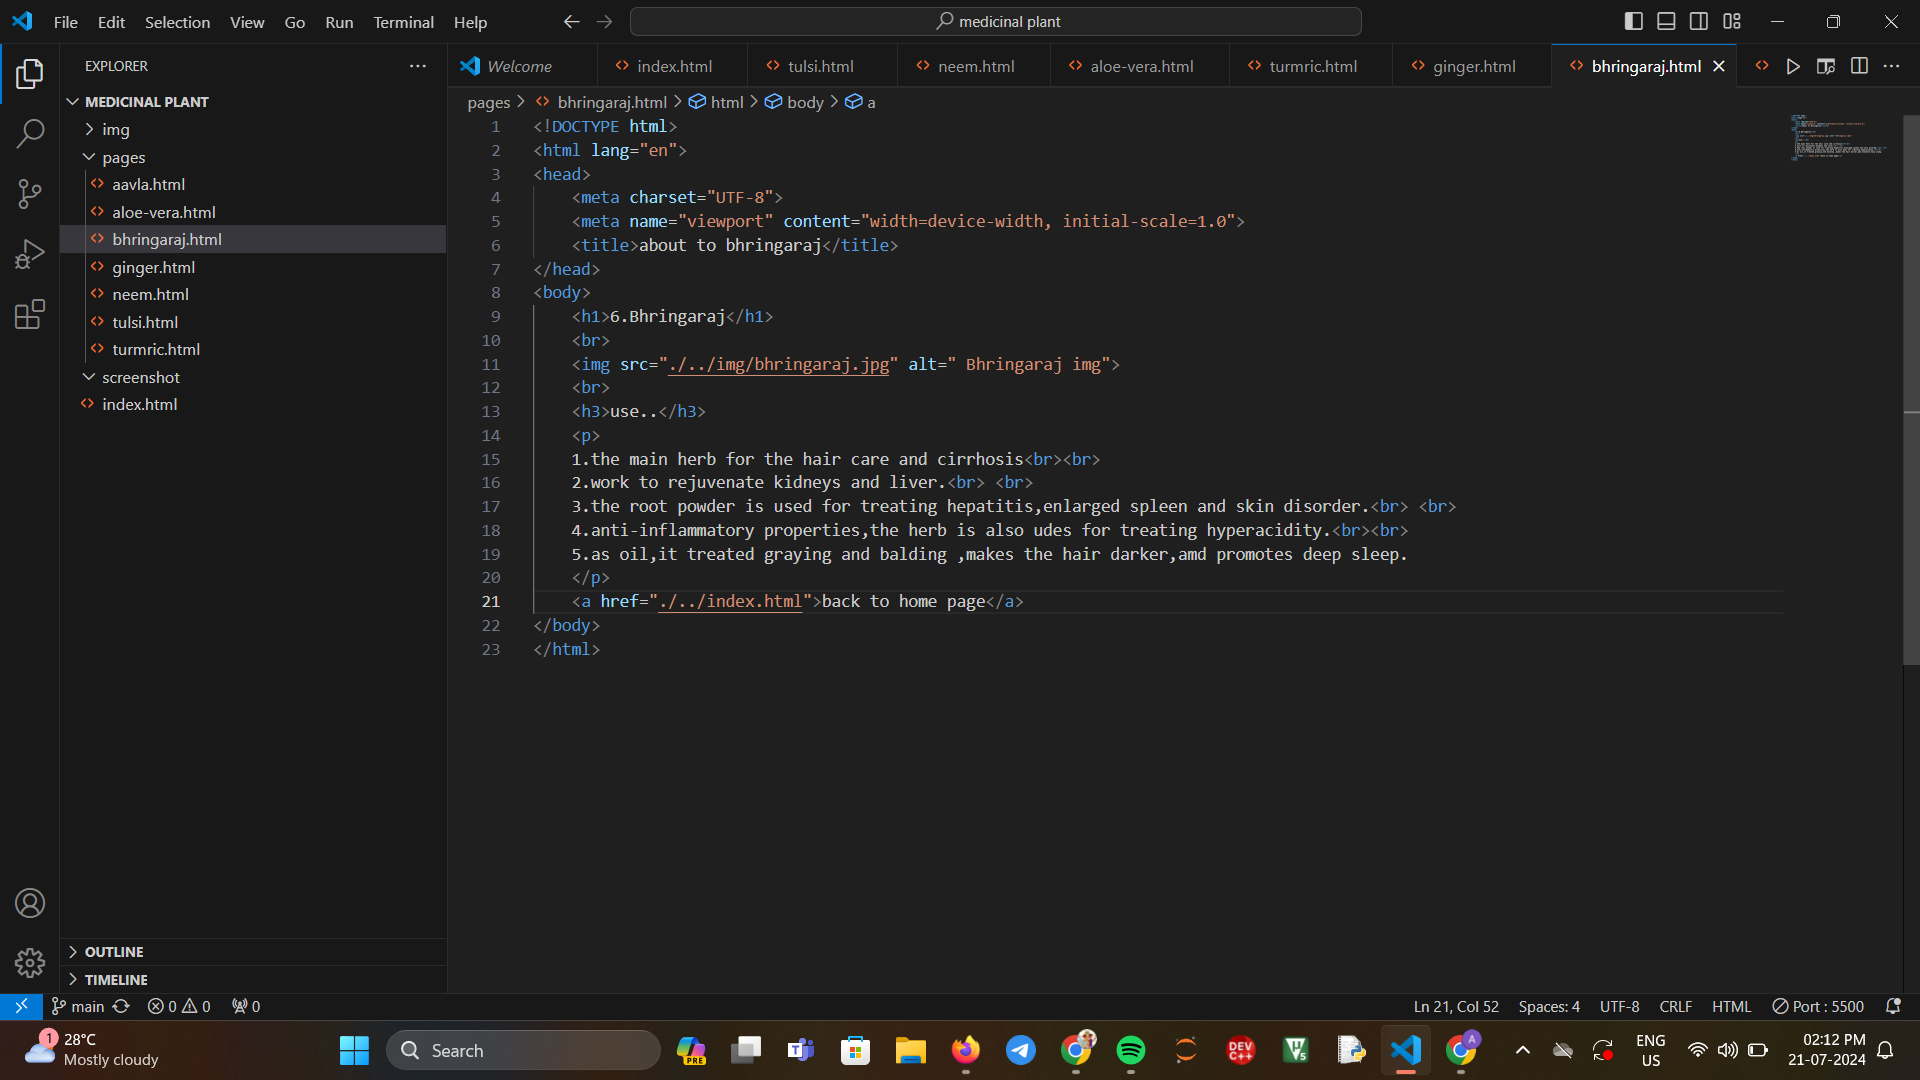 File Edit Selection View Go Run Terminal Help
medicinal plant
EXPLORER
MEDICINAL PLANT
img
pages
aavla.html
aloe-vera.html
bhringaraj.html
ginger.html
neem.html
tulsi.html
turmric.html
screenshot
index.html
OUTLINE
TIMELINE
Welcome index.html tulsi.html neem.html aloe-vera.html turmric.html ginger.html bhringaraj.html
pages > bhringaraj.html > html > body > a
1 <!DOCTYPE html>
2 <html lang="en">
3 <head>
4 <meta charset="UTF-8">
5 <meta name="viewport" content="width=device-width, initial-scale=1.0">
6 <title>about to bhringaraj</title>
7 </head>
8 <body>
9 <h1>6.Bhringaraj</h1>
10 <br>
11 <img src="./../img/bhringaraj.jpg" alt=" Bhringaraj img">
12 <br>
13 <h3>use..</h3>
14 <p>
15 1.the main herb for the hair care and cirrhosis<br><br>
16 2.work to rejuvenate kidneys and liver.<br> <br>
17 3.the root powder is used for treating hepatitis,enlarged spleen and skin disorder.<br> <br>
18 4.anti-inflammatory properties,the herb is also udes for treating hyperacidity.<br><br>
19 5.as oil,it treated graying and balding ,makes the hair darker,amd promotes deep sleep.
20 </p>
21 <a href="./../index.html">back to home page</a>
22 </body>
23 </html>
main 0 0 0 Ln 21, Col 52 Spaces: 4 UTF-8 CRLF HTML Port : 5500
1 28°C
Mostly cloudy
Search
PRE
DEV C++
A
ENG
US
02:12 PM
21-07-2024